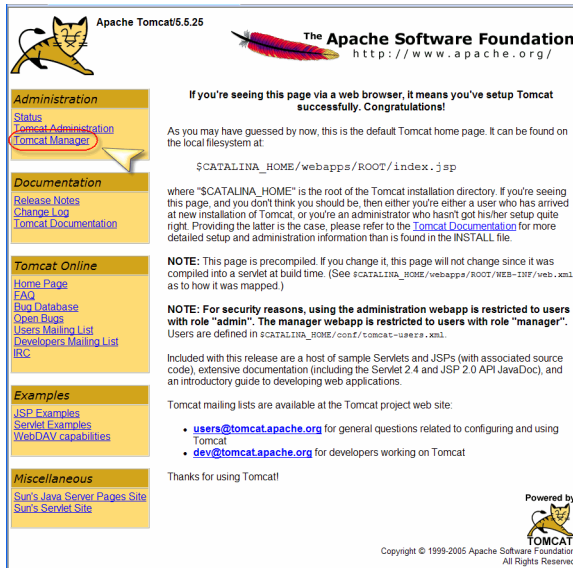 Apache Tomcat/5.5.25
The Apache Software Foundation
http://www.apache.org/
Administration
Status
Tomcat Administration
Tomcat Manager
Documentation
Release Notes
Change Log
Tomcat Documentation
Tomcat Online
Home Page
FAQ
Bug Database
Open Bugs
Users Mailing List
Developers Mailing List
IRC
Examples
JSP Examples
Servlet Examples
WebDAV capabilities
Miscellaneous
Sun's Java Server Pages Site
Sun's Servlet Site
If you're seeing this page via a web browser, it means you've setup Tomcat
successfully. Congratulations!
As you may have guessed by now, this is the default Tomcat home page. It can be found on
the local filesystem at:
$CATALINA_HOME/webapps/ROOT/index.jsp
where "$CATALINA_HOME" is the root of the Tomcat installation directory. If you're seeing
this page, and you don't think you should be, then either you're either a user who has arrived
at new installation of Tomcat, or you're an administrator who hasn't got his/her setup quite
right. Providing the latter is the case, please refer to the Tomcat Documentation for more
detailed setup and administration information than is found in the INSTALL file.
NOTE: This page is precompiled. If you change it, this page will not change since it was
compiled into a servlet at build time. (See $CATALINA_HOME/webapps/ROOT/WEB-INF/web.xml
as to how it was mapped.)
NOTE: For security reasons, using the administration webapp is restricted to users
with role "admin". The manager webapp is restricted to users with role "manager".
Users are defined in $CATALINA_HOME/conf/tomcat-users.xml.
Included with this release are a host of sample Servlets and JSPs (with associated source
code), extensive documentation (including the Servlet 2.4 and JSP 2.0 API JavaDoc), and
an introductory guide to developing web applications.
Tomcat mailing lists are available at the Tomcat project web site:
• users@tomcat.apache.org for general questions related to configuring and using
Tomcat
• dev@tomcat.apache.org for developers working on Tomcat
Thanks for using Tomcat!
Powered by
TOMCAT
Copyright © 1999-2005 Apache Software Foundation
All Rights Reserved